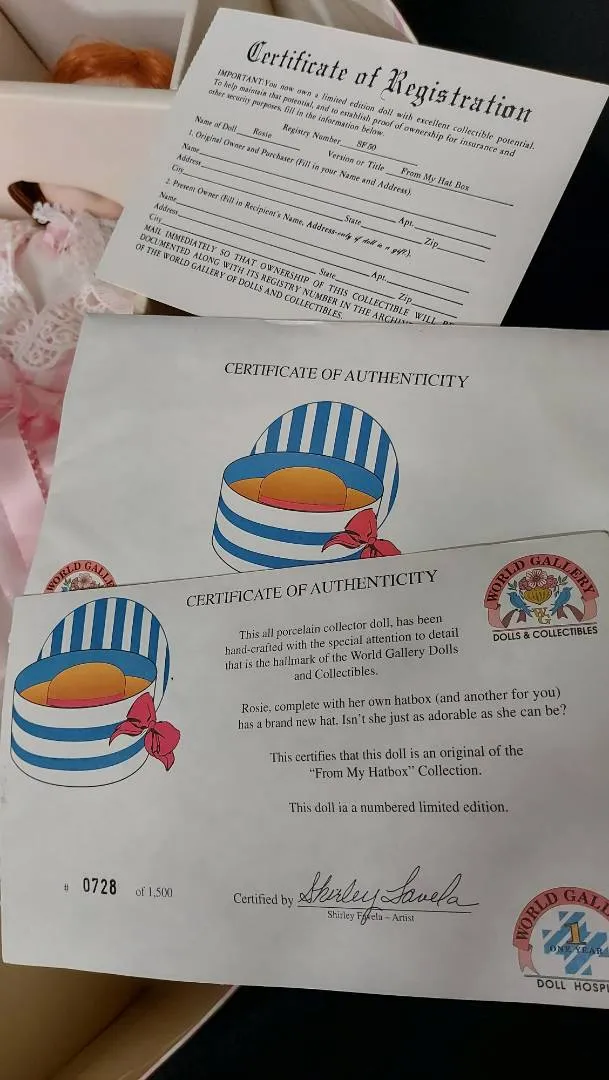 Certificate of Registration
IMPORTANT: You now own a limited edition doll with excellent collectible potential.
To help maintain that potential, and to establish proof of ownership for insurance and
other security purposes, fill in the information below.
Name of Doll Rosie Registry Number SF50
Version or Title From My Hat Box
1. Original Owner and Purchaser (Fill in your Name and Address).
Name
Address Apt.
City State Zip
2. Present Owner (Fill in Recipient's Name, Address-only if doll is a gift).
Name
Address Apt.
City State Zip
MAIL IMMEDIATELY SO THAT OWNERSHIP OF THIS COLLECTIBLE WILL
DOCUMENTED ALONG WITH ITS REGISTRY NUMBER IN THE
OF THE WORLD GALLERY OF DOLLS AND COLLECTIBLES.
CERTIFICATE OF AUTHENTICITY
WORLD GALL
CERTIFICATE OF AUTHENTICITY
WORLD GALLERY
WG
DOLLS & COLLECTIBLES
This all porcelain collector doll, has been
hand-crafted with the special attention to detail
that is the hallmark of the World Gallery Dolls
and Collectibles.
Rosie, complete with her own hatbox (and another for you)
has a brand new hat. Isn't she just as adorable as she can be?
This certifies that this doll is an original of the
"From My Hatbox" Collection.
This doll ia a numbered limited edition.
# 0728 of 1,500
Certified by Shirley Favela
Shirley Favela – Artist
WORLD GALL
1
ONE YEAR
DOLL HOSPI